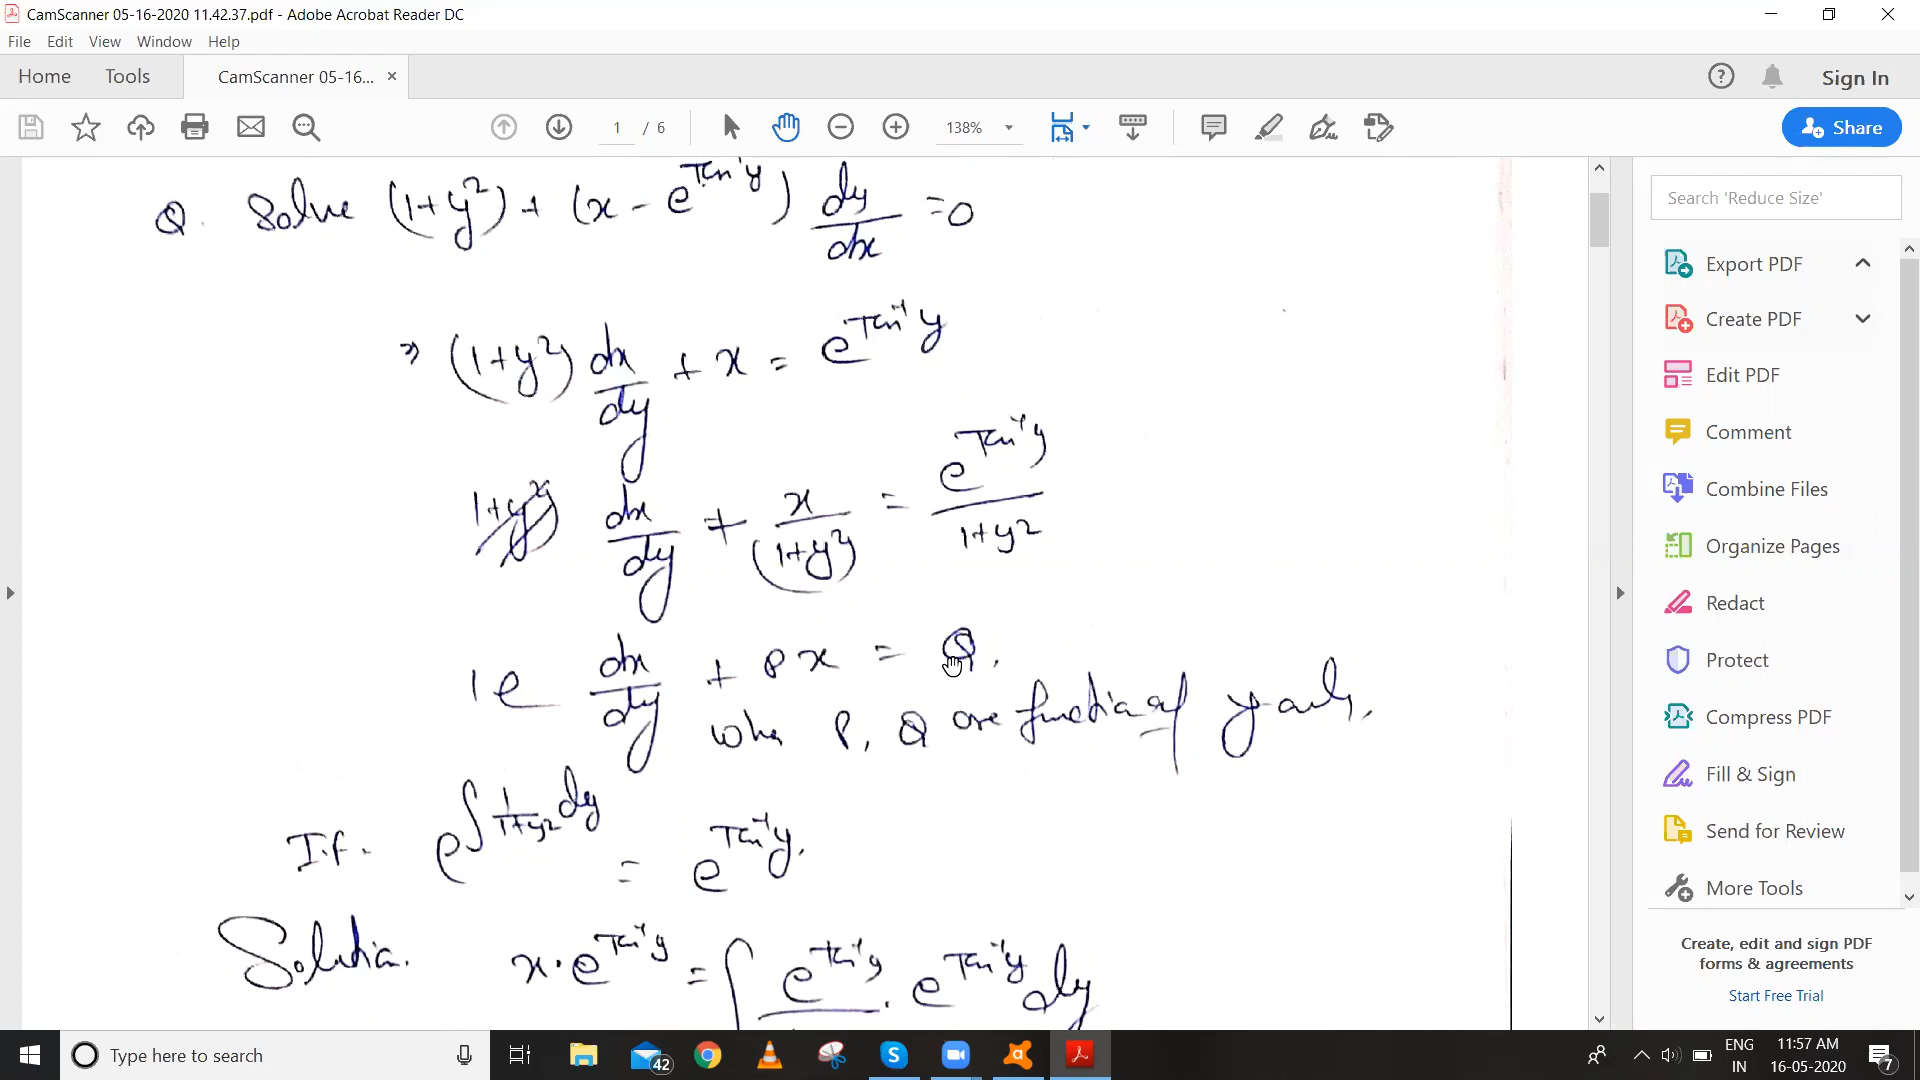 CamScanner 05-16-2020 11.42.37.pdf - Adobe Acrobat Reader DC
File Edit View Window Help
Home Tools CamScanner 05-16... × Sign In
1 / 6 138% Share
Q. Solve (1+y²) + (x - e^Tan⁻¹y) dy/dx = 0
⇒ (1+y²) dx/dy + x = e^Tan⁻¹y
dx/dy + x/(1+y²) = e^Tan⁻¹y/1+y²
ie dx/dy + Px = Q.
P, Q are function of y only,
I.f. e^∫1/1+y² dy = e^Tan⁻¹y.
Solution. x·e^Tan⁻¹y = ∫ e^Tan⁻¹y · e^Tan⁻¹y dy
Search 'Reduce Size'
Export PDF
Create PDF
Edit PDF
Comment
Combine Files
Organize Pages
Redact
Protect
Compress PDF
Fill & Sign
Send for Review
More Tools
Create, edit and sign PDF
forms & agreements
Start Free Trial
Type here to search
42
ENG
IN
11:57 AM
16-05-2020
7